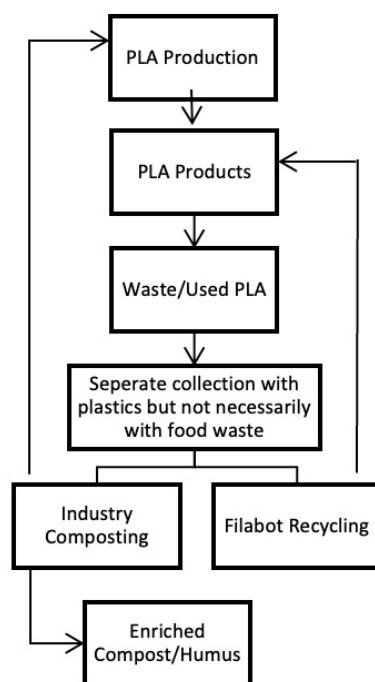 PLA Production
PLA Products
Waste/Used PLA
Seperate collection with
plastics but not necessarily
with food waste
Industry
Composting
Filabot Recycling
Enriched
Compost/Humus